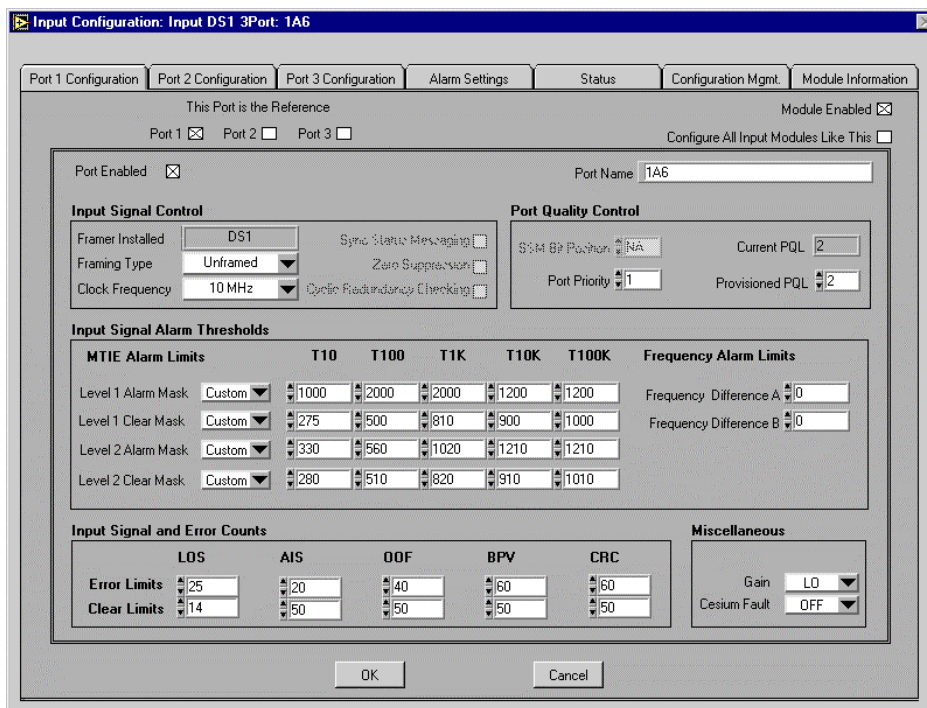 Input Configuration: Input DS1 3Port: 1A6
Port 1 Configuration Port 2 Configuration Port 3 Configuration Alarm Settings Status Configuration Mgmt. Module Information
This Port is the Reference Module Enabled
Port 1 Port 2 Port 3 Configure All Input Modules Like This
Port Enabled Port Name 1A6
Input Signal Control Port Quality Control
Framer Installed DS1 Sync Status Messaging SSM Bit Position NA Current PQL 2
Framing Type Unframed Zero Suppression
Clock Frequency 10 MHz Cyclic Redundancy Checking Port Priority 1 Provisioned PQL 2
Input Signal Alarm Thresholds
MTIE Alarm Limits T10 T100 T1K T10K T100K Frequency Alarm Limits
Level 1 Alarm Mask Custom 1000 2000 2000 1200 1200 Frequency Difference A 0
Level 1 Clear Mask Custom 275 500 810 900 1000 Frequency Difference B 0
Level 2 Alarm Mask Custom 330 560 1020 1210 1210
Level 2 Clear Mask Custom 280 510 820 910 1010
Input Signal and Error Counts Miscellaneous
LOS AIS OOF BPV CRC
Error Limits 25 20 40 60 60 Gain LO
Clear Limits 14 50 50 50 50 Cesium Fault OFF
OK Cancel